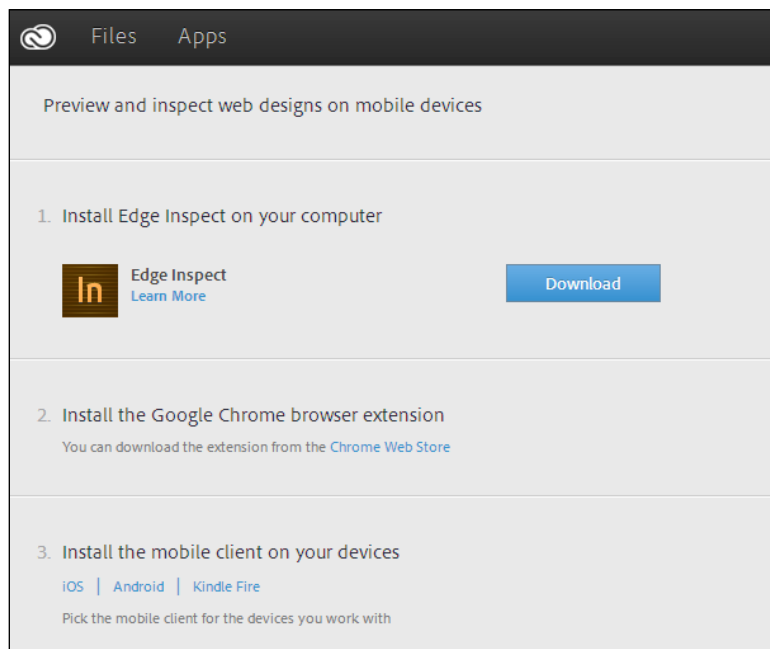 Files Apps
Preview and inspect web designs on mobile devices
1. Install Edge Inspect on your computer
In
Edge Inspect
Learn More
Download
2. Install the Google Chrome browser extension
You can download the extension from the Chrome Web Store
3. Install the mobile client on your devices
iOS | Android | Kindle Fire
Pick the mobile client for the devices you work with